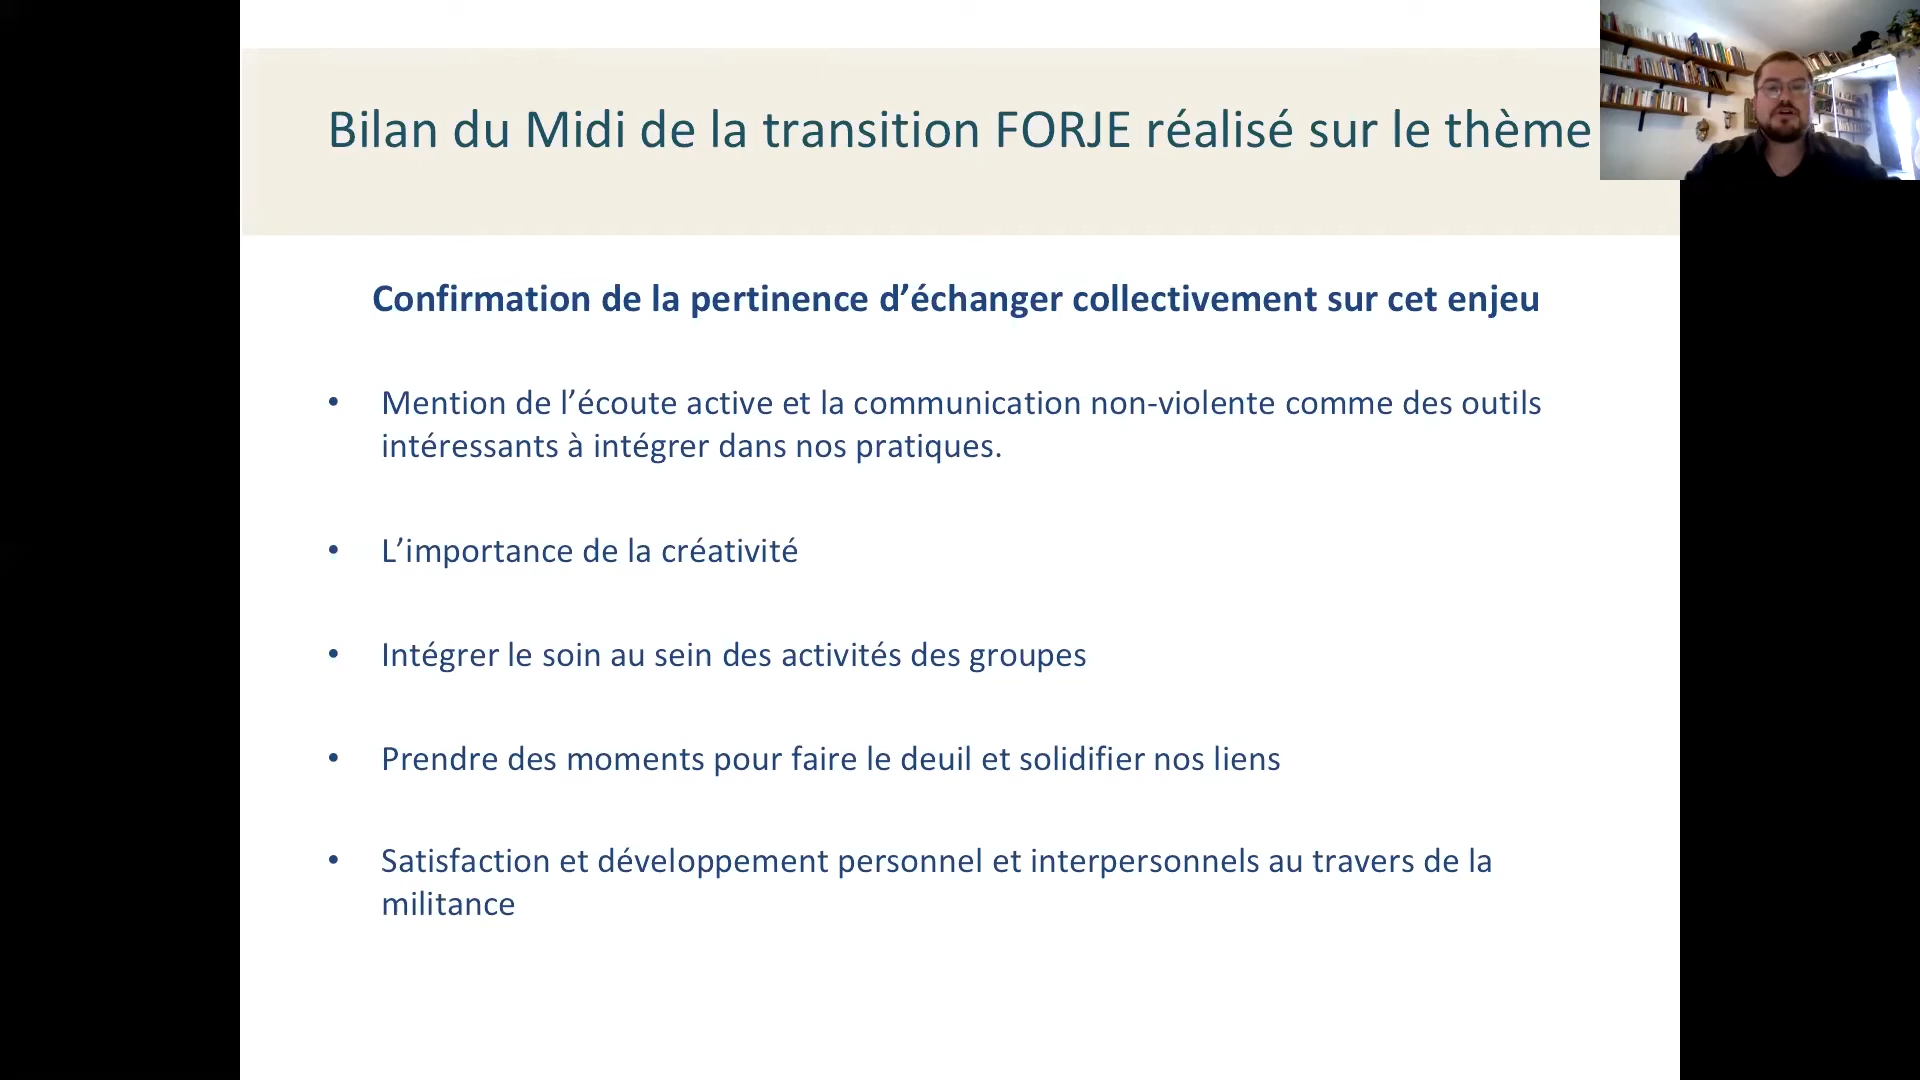 Bilan du Midi de la transition FORJE réalisé sur le thème
Confirmation de la pertinence d’échanger collectivement sur cet enjeu
• Mention de l’écoute active et la communication non-violente comme des outils
intéressants à intégrer dans nos pratiques.
• L’importance de la créativité
• Intégrer le soin au sein des activités des groupes
• Prendre des moments pour faire le deuil et solidifier nos liens
• Satisfaction et développement personnel et interpersonnels au travers de la
militance